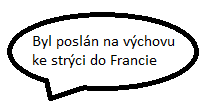 Byl poslán na výchovu
ke strýci do Francie